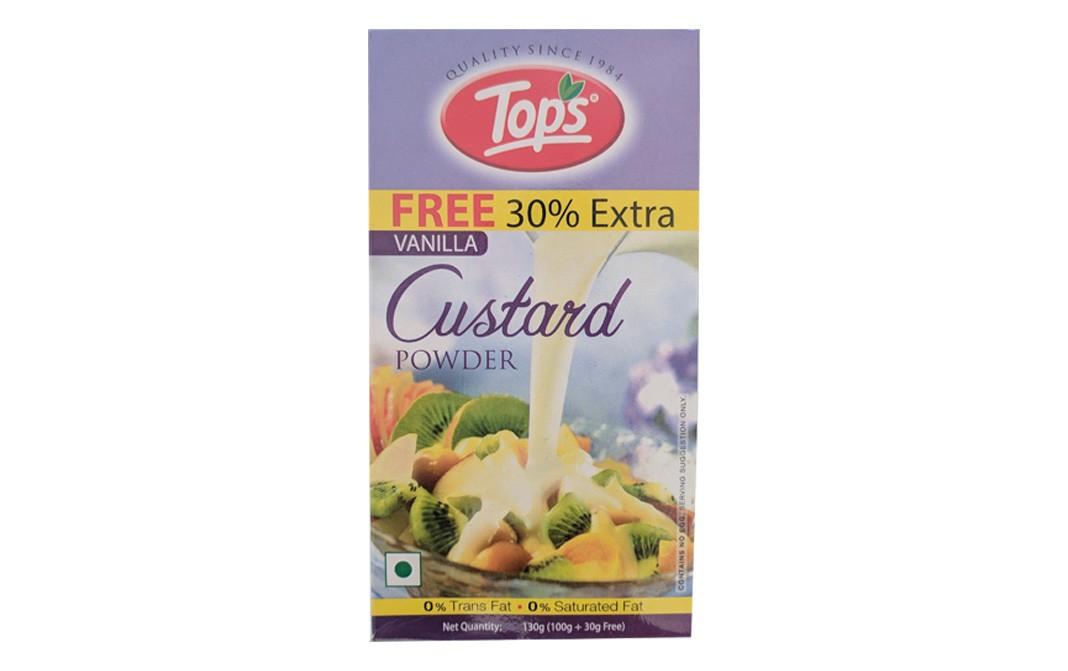 QUALITY SINCE 1984
Tops®
FREE 30% Extra
VANILLA
Custard
POWDER
CONTAINS NO EGG. SERVING SUGGESTION ONLY.
0% Trans Fat • 0% Saturated Fat
Net Quantity: 130g (100g + 30g Free)